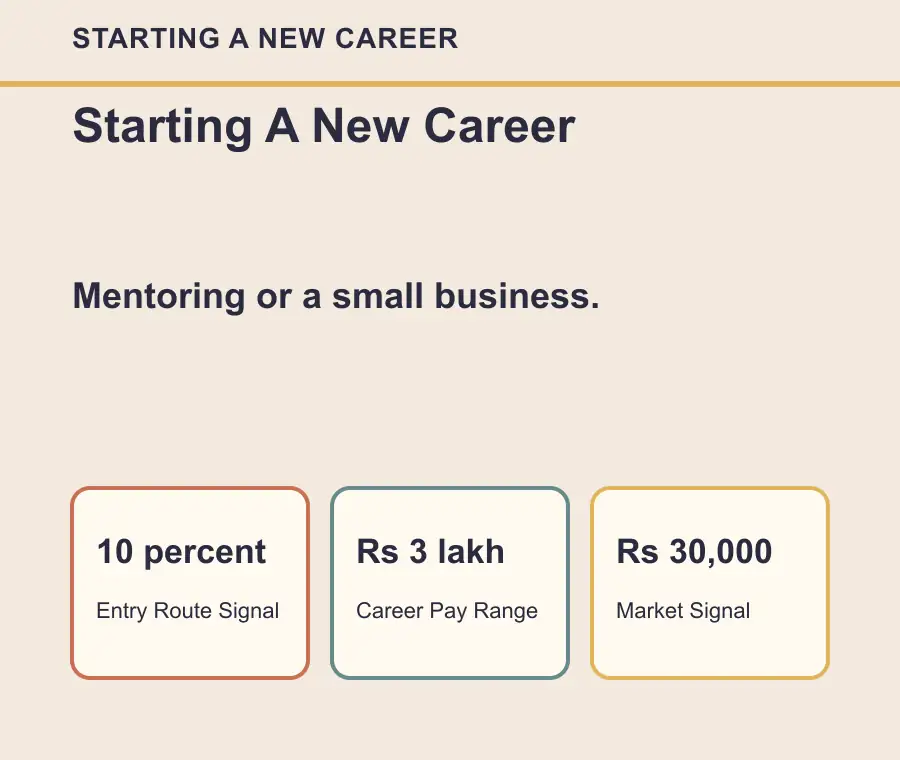 STARTING A NEW CAREER
Starting A New Career
Mentoring or a small business.
10 percent
Entry Route Signal
Rs 3 lakh
Career Pay Range
Rs 30,000
Market Signal